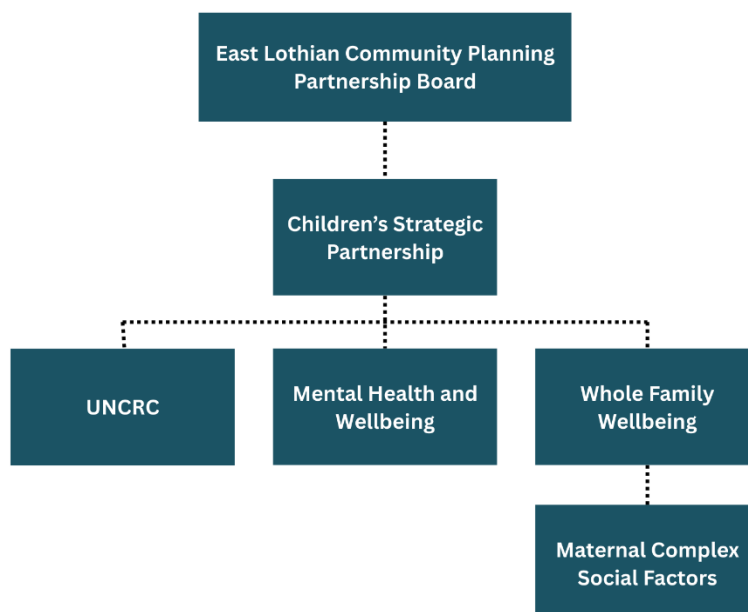 East Lothian Community Planning
Partnership Board
Children’s Strategic
Partnership
UNCRC
Mental Health and
Wellbeing
Whole Family
Wellbeing
Maternal Complex
Social Factors